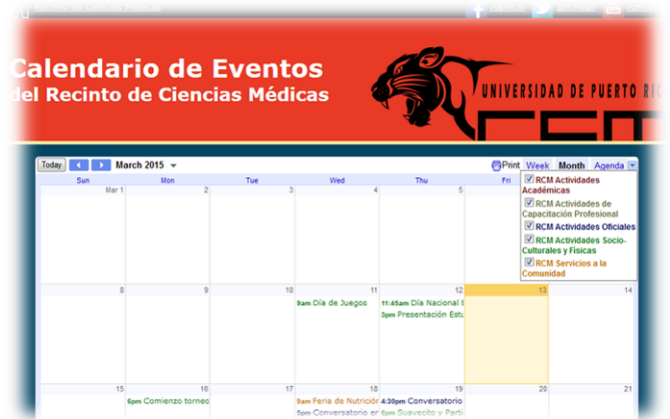 Calendario de Eventos
del Recinto de Ciencias Médicas
UNIVERSIDAD DE PUERTO RICO
rcm
Today March 2015 Print Week Month Agenda
Sun Mon Tue Wed Thu Fri
RCM Actividades
Académicas
RCM Actividades de
Capacitación Profesional
RCM Actividades Oficiales
RCM Actividades Socio-
Culturales y Físicas
RCM Servicios a la
Comunidad
Mar 1 2 3 4 5
8 9 10 11 12 13 14
9am Día de Juegos 11:45am Día Nacional
3pm Presentación Estu
15 16 17 18 19 20 21
6pm Comienzo torneo 9am Feria de Nutrición 4:30pm Conversatorio
5pm Conversatorio er 6pm Suavecito y Parti